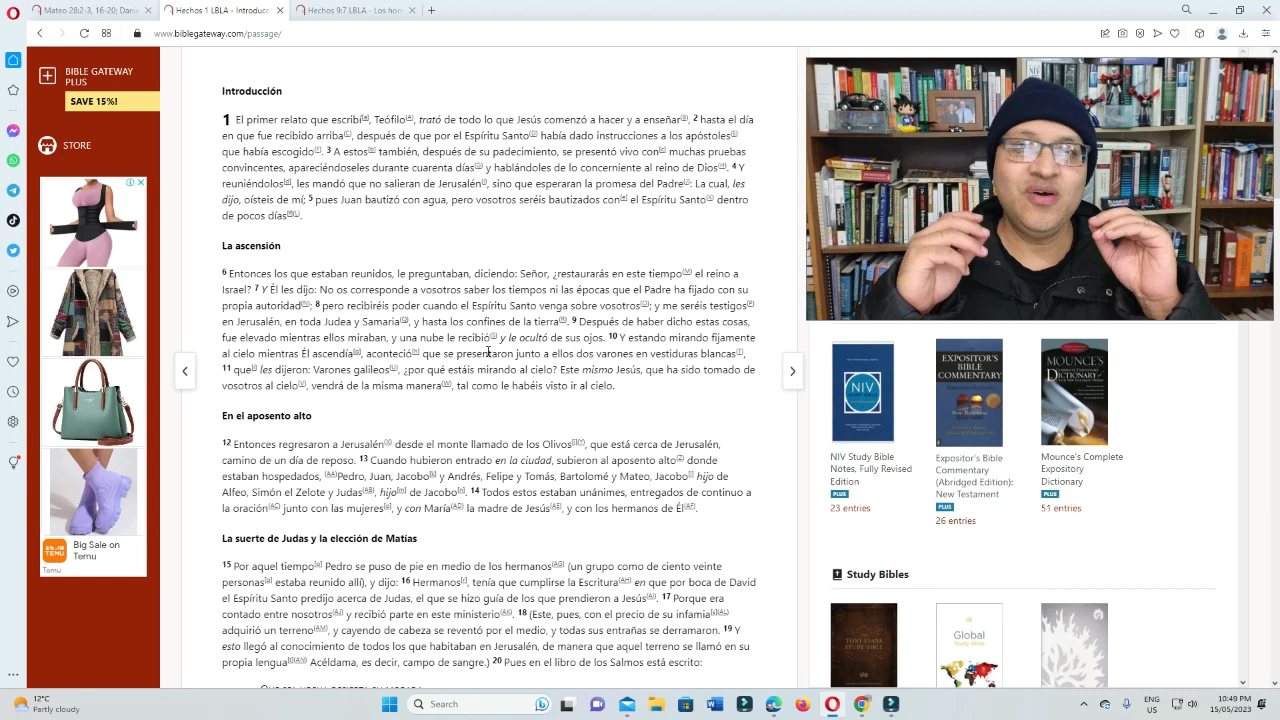 Mateo 28:2-3, 16-20; Danie
Hechos 1 LBLA - Introducc
Hechos 9:7 LBLA - Los hor
www.biblegateway.com/passage/
BIBLE GATEWAY
PLUS
SAVE 15%!
STORE
Big Sale on
Temu
Temu
Introducción
1 El primer relato que escribí[a], Teófilo[A], trató de todo lo que Jesús comenzó a hacer y a enseñar[B], 2 hasta el día
en que fue recibido arriba[C], después de que por el Espíritu Santo[D] había dado instrucciones a los apóstoles[E]
que había escogido[F]. 3 A estos[b] también, después de su padecimiento, se presentó vivo con[c] muchas pruebas
convincentes, apareciéndoseles durante cuarenta días[G] y hablándoles de lo concerniente al reino de Dios[H]. 4 Y
reuniéndolos[d], les mandó que no salieran de Jerusalén[I], sino que esperaran la promesa del Padre[J]: La cual, les
dijo, oísteis de mí; 5 pues Juan bautizó con agua, pero vosotros seréis bautizados con[e] el Espíritu Santo[K] dentro
de pocos días[f][L].
La ascensión
6 Entonces los que estaban reunidos, le preguntaban, diciendo: Señor, ¿restaurarás en este tiempo[M] el reino a
Israel? 7 Y Él les dijo: No os corresponde a vosotros saber los tiempos ni las épocas que el Padre ha fijado con su
propia autoridad[N]; 8 pero recibiréis poder cuando el Espíritu Santo venga sobre vosotros[O]; y me seréis testigos[P]
en Jerusalén, en toda Judea y Samaria[Q], y hasta los confines de la tierra[R]. 9 Después de haber dicho estas cosas,
fue elevado mientras ellos miraban, y una nube le recibió[S] y le ocultó de sus ojos. 10 Y estando mirando fijamente
al cielo mientras Él ascendía[g], aconteció[h] que se presentaron junto a ellos dos varones en vestiduras blancas[T],
11 que[i] les dijeron: Varones galileos[U], ¿por qué estáis mirando al cielo? Este mismo Jesús, que ha sido tomado de
vosotros al cielo[V], vendrá de la misma manera[W], tal como le habéis visto ir al cielo.
En el aposento alto
12 Entonces regresaron a Jerusalén[X] desde el monte llamado de los Olivos[j][Y], que está cerca de Jerusalén,
camino de un día de reposo. 13 Cuando hubieron entrado en la ciudad, subieron al aposento alto[Z] donde
estaban hospedados, [AA]Pedro, Juan, Jacobo[k] y Andrés, Felipe y Tomás, Bartolomé y Mateo, Jacobo[l] hijo de
Alfeo, Simón el Zelote y Judas[AB], hijo[m] de Jacobo[n]. 14 Todos estos estaban unánimes, entregados de continuo a
la oración[AC] junto con las mujeres[o], y con María[AD] la madre de Jesús[AE], y con los hermanos de Él[AF].
La suerte de Judas y la elección de Matías
15 Por aquel tiempo[p] Pedro se puso de pie en medio de los hermanos[AG] (un grupo como de ciento veinte
personas[q] estaba reunido allí), y dijo: 16 Hermanos[r], tenía que cumplirse la Escritura[AH] en que por boca de David
el Espíritu Santo predijo acerca de Judas, el que se hizo guía de los que prendieron a Jesús[AI]. 17 Porque era
contado entre nosotros[AJ] y recibió parte en este ministerio[AK]. 18 (Este, pues, con el precio de su infamia[s][AL]
adquirió un terreno[AM], y cayendo de cabeza se reventó por el medio, y todas sus entrañas se derramaron. 19 Y
esto llegó al conocimiento de todos los que habitaban en Jerusalén, de manera que aquel terreno se llamó en su
propia lengua[t][AN] Acéldama, es decir, campo de sangre.) 20 Pues en el libro de los Salmos está escrito:
NIV
EXPOSITOR'S
BIBLE
COMMENTARY
MOUNCE'S
DICTIONARY
NIV Study Bible
Notes, Fully Revised
Edition
PLUS
23 entries
Expositor's Bible
Commentary
(Abridged Edition):
New Testament
PLUS
26 entries
Mounce's Complete
Expository
Dictionary
PLUS
51 entries
Study Bibles
TONY EVANS
STUDY BIBLE
Global
Study Bible
12°C
Partly cloudy
Search
ENG
US
10:49 PM
15/05/2023